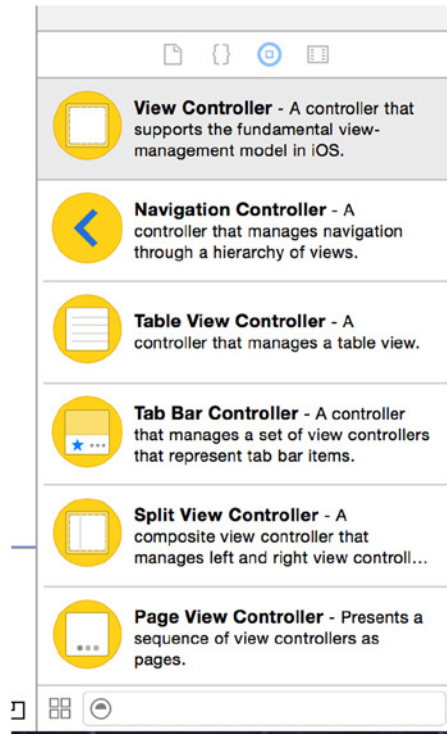 View Controller - A controller that
supports the fundamental view-
management model in iOS.
Navigation Controller - A
controller that manages navigation
through a hierarchy of views.
Table View Controller - A
controller that manages a table view.
Tab Bar Controller - A controller
that manages a set of view controllers
that represent tab bar items.
Split View Controller - A
composite view controller that
manages left and right view controll...
Page View Controller - Presents a
sequence of view controllers as
pages.